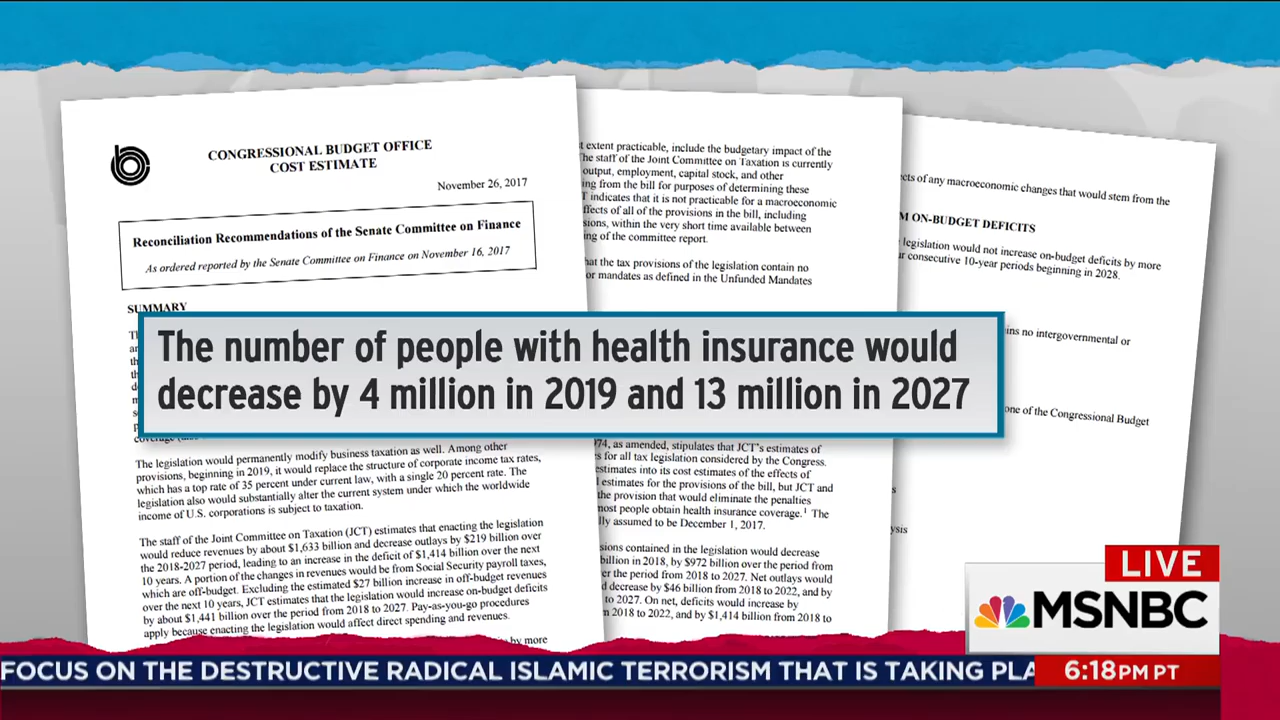 CONGRESSIONAL BUDGET OFFICE
COST ESTIMATE
November 26, 2017
Reconciliation Recommendations of the Senate Committee on Finance
As ordered reported by the Senate Committee on Finance on November 16, 2017
SUMMARY
The legislation would permanently modify business taxation as well. Among other
provisions, beginning in 2019, it would replace the structure of corporate income tax rates,
which has a top rate of 35 percent under current law, with a single 20 percent rate. The
legislation also would substantially alter the current system under which the worldwide
income of U.S. corporations is subject to taxation.
The staff of the Joint Committee on Taxation (JCT) estimates that enacting the legislation
would reduce revenues by about $1,633 billion and decrease outlays by $219 billion over
the 2018-2027 period, leading to an increase in the deficit of $1,414 billion over the next
10 years. A portion of the changes in revenues would be from Social Security payroll taxes,
which are off-budget. Excluding the estimated $27 billion increase in off-budget revenues
over the next 10 years, JCT estimates that the legislation would increase on-budget deficits
by about $1,441 billion over the period from 2018 to 2027. Pay-as-you-go procedures
apply because enacting the legislation would affect direct spending and revenues.
by more
extent practicable, include the budgetary impact of the
he staff of the Joint Committee on Taxation is currently
output, employment, capital stock, and other
ng from the bill for purposes of determining these
T indicates that it is not practicable for a macroeconomic
ffects of all of the provisions in the bill, including
sions, within the very short time available between
ng of the committee report.
hat the tax provisions of the legislation contain no
or mandates as defined in the Unfunded Mandates
The number of people with health insurance would
decrease by 4 million in 2019 and 13 million in 2027
74, as amended, stipulates that JCT's estimates of
s for all tax legislation considered by the Congress.
estimates into its cost estimates of the effects of
l estimates for the provisions of the bill, but JCT and
the provision that would eliminate the penalties
most people obtain health insurance coverage.1 The
lly assumed to be December 1, 2017.
sions contained in the legislation would decrease
billion in 2018, by $972 billion over the period from
er the period from 2018 to 2027. Net outlays would
d decrease by $46 billion from 2018 to 2022, and by
to 2027. On net, deficits would increase by
m 2018 to 2022, and by $1,414 billion from 2018 to
cts of any macroeconomic changes that would stem from the
M ON-BUDGET DEFICITS
legislation would not increase on-budget deficits by more
ur consecutive 10-year periods beginning in 2028.
ins no intergovernmental or
one of the Congressional Budget
s
ysis
LIVE
MSNBC
FOCUS ON THE DESTRUCTIVE RADICAL ISLAMIC TERRORISM THAT IS TAKING PLA
6:18PM PT